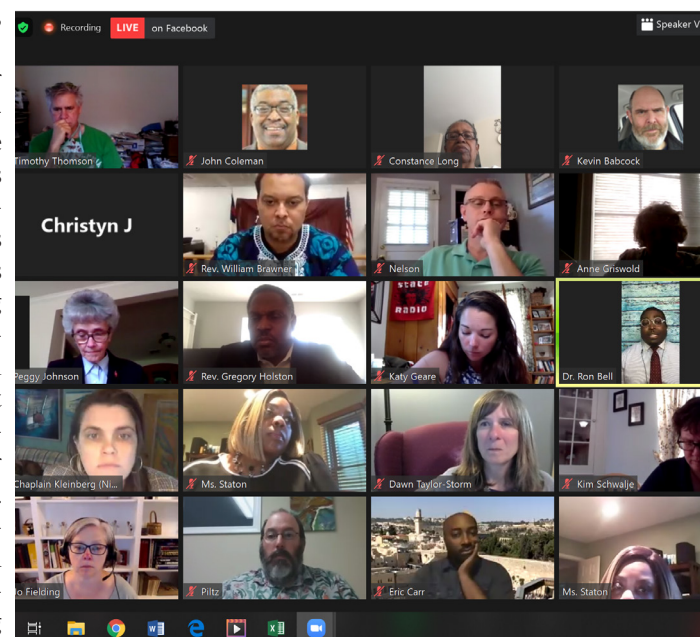 Recording LIVE on Facebook
Speaker V
Timothy Thomson
John Coleman
Constance Long
Kevin Babcock
Christyn J
Rev. William Brawner
Nelson
Anne Griswold
Peggy Johnson
Rev. Gregory Holston
STATE
RADIO
Katy Geare
Dr. Ron Bell
Chaplain Kleinberg (Ni...
Ms. Staton
Dawn Taylor-Storm
Kim Schwalje
Jo Fielding
Piltz
Eric Carr
Ms. Staton